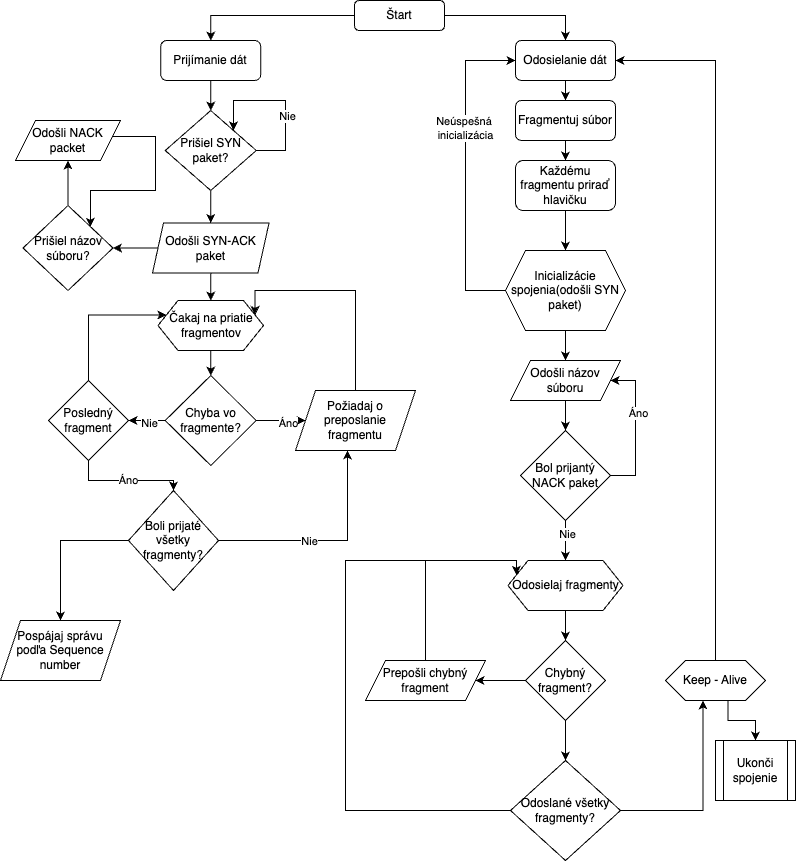 Štart
Prijímanie dát
Odosielanie dát
Nie
Neúspešná
inicializácia
Fragmentuj súbor
Odošli NACK
packet
Prišiel SYN
paket?
Každému
fragmentu priraď
hlavičku
Prišiel názov
súboru?
Odošli SYN-ACK
paket
Inicializácie
spojenia(odošli SYN
paket)
Čakaj na priatie
fragmentov
Odošli názov
súboru
Posledný
fragment
Nie
Chyba vo
fragmente?
Áno
Požiadaj o
preposlanie
fragmentu
Áno
Bol prijantý
NACK paket
Áno
Boli prijaté
všetky
fragmenty?
Nie
Nie
Odosielaj fragmenty
Pospájaj správu
podľa Sequence
number
Prepošli chybný
fragment
Chybný
fragment?
Keep - Alive
Ukonči
spojenie
Odoslané všetky
fragmenty?